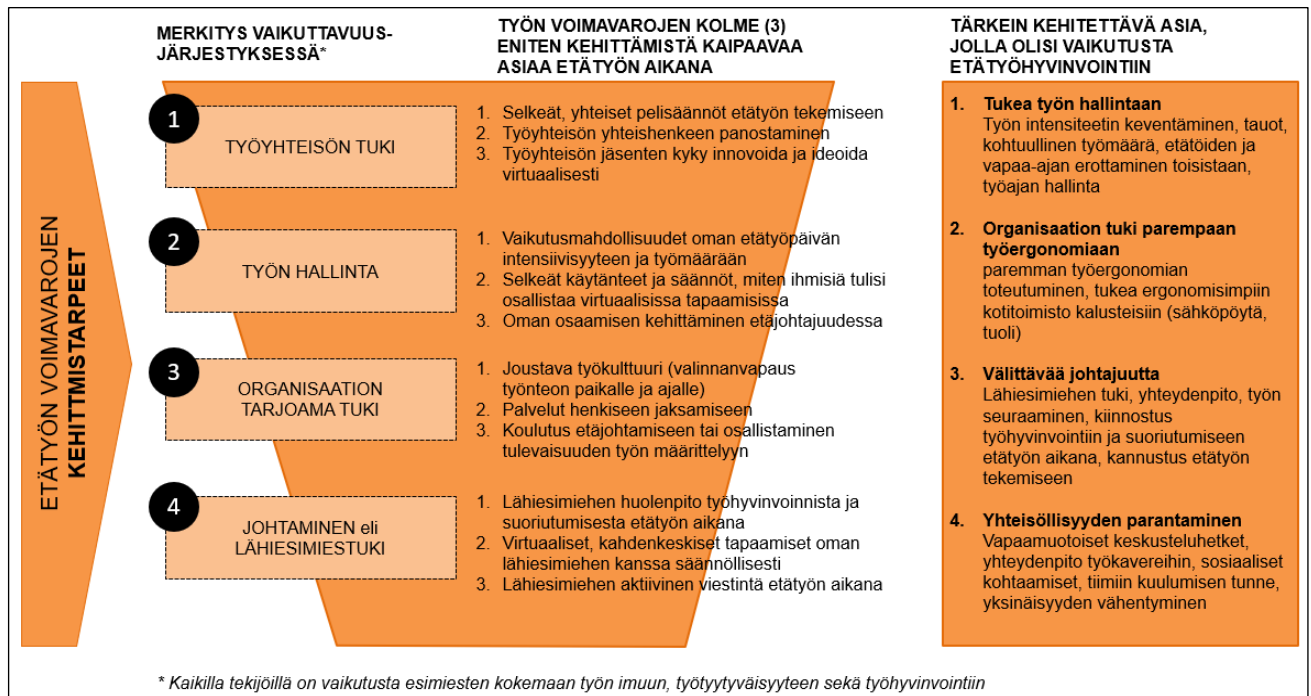 MERKITYS VAIKUTTAVUUS-
JÄRJESTYKSESSÄ*
TYÖN VOIMAVAROJEN KOLME (3)
ENITEN KEHITTÄMISTÄ KAIPAAVAA
ASIAA ETÄTYÖN AIKANA
TÄRKEIN KEHITETTÄVÄ ASIA,
JOLLA OLISI VAIKUTUSTA
ETÄTYÖHYVINVOINTIIN
ETÄTYÖN VOIMAVAROJEN
KEHITTMISTARPEET
1
TYÖYHTEISÖN TUKI
1. Selkeät, yhteiset pelisäännöt etätyön tekemiseen
2. Työyhteisön yhteishenkeen panostaminen
3. Työyhteisön jäsenten kyky innovoida ja ideoida
virtuaalisesti
2
TYÖN HALLINTA
1. Vaikutusmahdollisuudet oman etätyöpäivän
intensiivisyyteen ja työmäärään
2. Selkeät käytänteet ja säännöt, miten ihmisiä tulisi
osallistaa virtuaalisissa tapaamisissa
3. Oman osaamisen kehittäminen etäjohtajuudessa
3
ORGANISAATION
TARJOAMA TUKI
1. Joustava työkulttuuri (valinnanvapaus
työnteon paikalle ja ajalle)
2. Palvelut henkiseen jaksamiseen
3. Koulutus etäjohtamiseen tai osallistaminen
tulevaisuuden työn määrittelyyn
4
JOHTAMINEN eli
LÄHIESIMIESTUKI
1. Lähiesimiehen huolenpito työhyvinvoinnista ja
suoriutumisesta etätyön aikana
2. Virtuaaliset, kahdenkeskiset tapaamiset oman
lähiesimiehen kanssa säännöllisesti
3. Lähiesimiehen aktiivinen viestintä etätyön aikana
1. Tukea työn hallintaan
Työn intensiteetin keventäminen, tauot,
kohtuullinen työmäärä, etätöiden ja
vapaa-ajan erottaminen toisistaan,
työajan hallinta
2. Organisaation tuki parempaan
työergonomiaan
paremman työergonomian
toteutuminen, tukea ergonomisimpiin
kotitoimisto kalusteisiin (sähköpöytä,
tuoli)
3. Välittävää johtajuutta
Lähiesimiehen tuki, yhteydenpito, työn
seuraaminen, kiinnostus
työhyvinvointiin ja suoriutumiseen
etätyön aikana, kannustus etätyön
tekemiseen
4. Yhteisöllisyyden parantaminen
Vapaamuotoiset keskusteluhetket,
yhteydenpito työkavereihin, sosiaaliset
kohtaamiset, tiimiin kuulumisen tunne,
yksinäisyyden vähentyminen
* Kaikilla tekijöillä on vaikutusta esimiesten kokemaan työn imuun, työtyytyväisyyteen sekä työhyvinvointiin